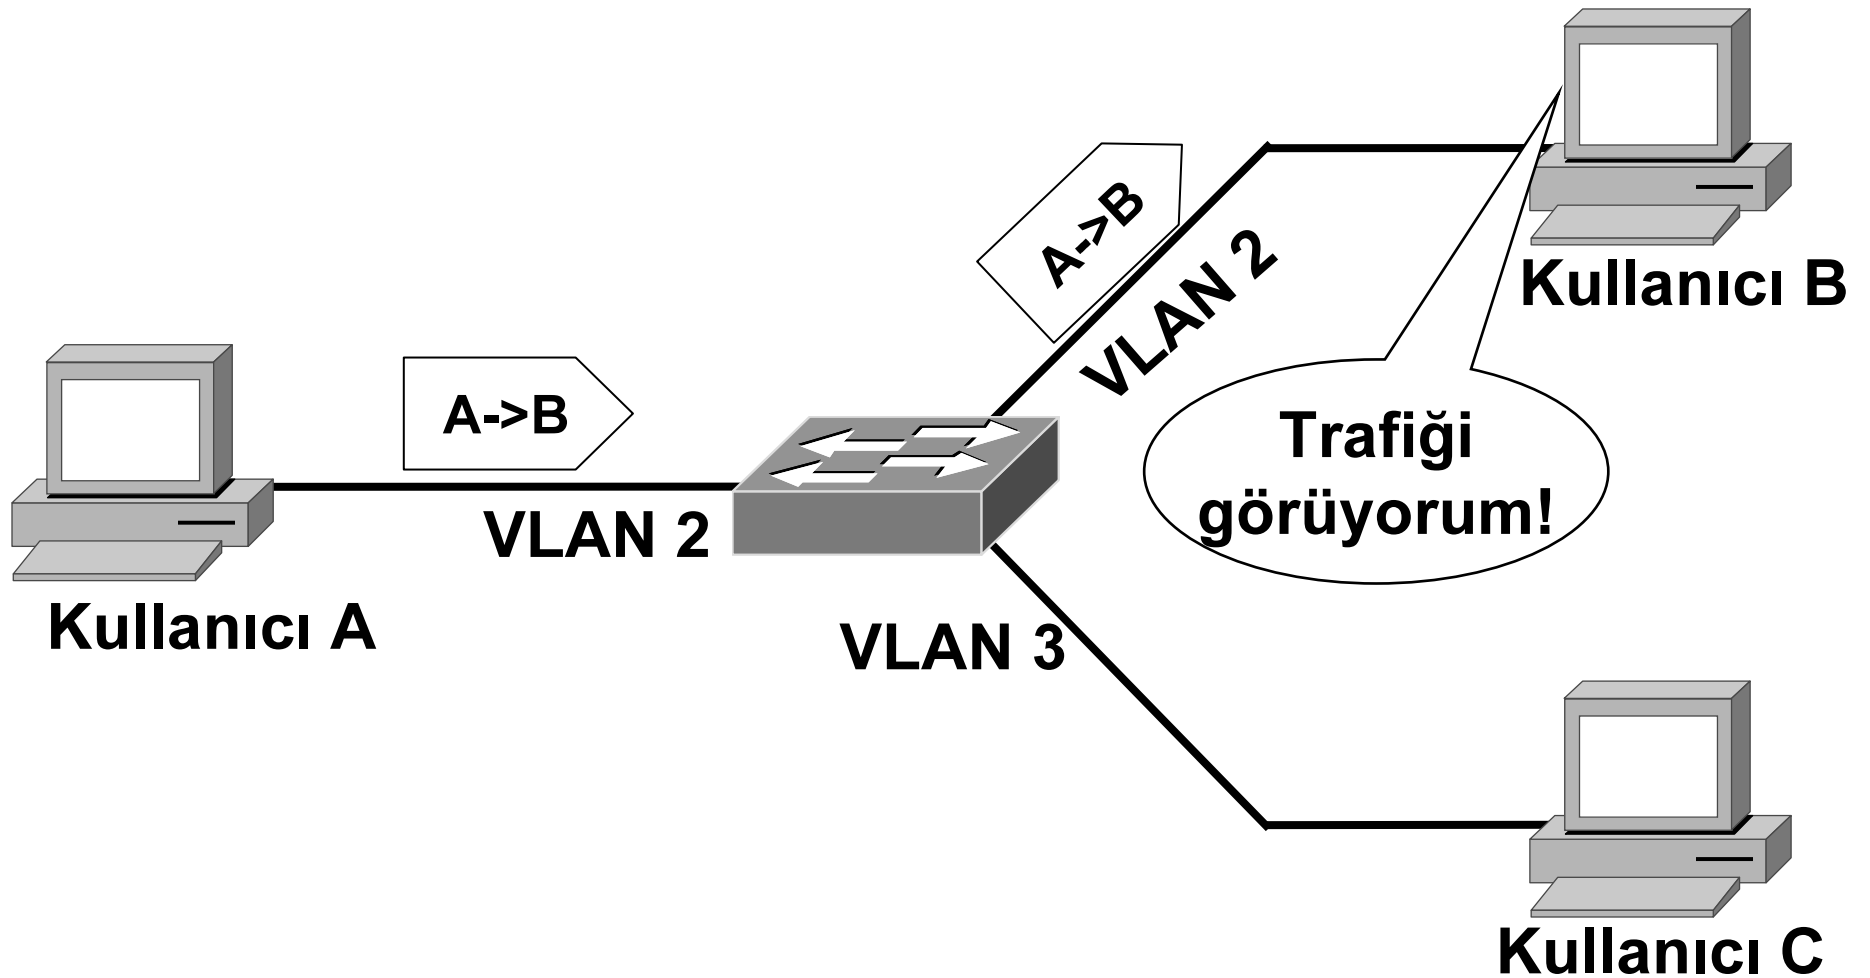 A->B
Kullanıcı B
VLAN 2
A->B
Trafiği
görüyorum!
VLAN 2
Kullanıcı A
VLAN 3
Kullanıcı C